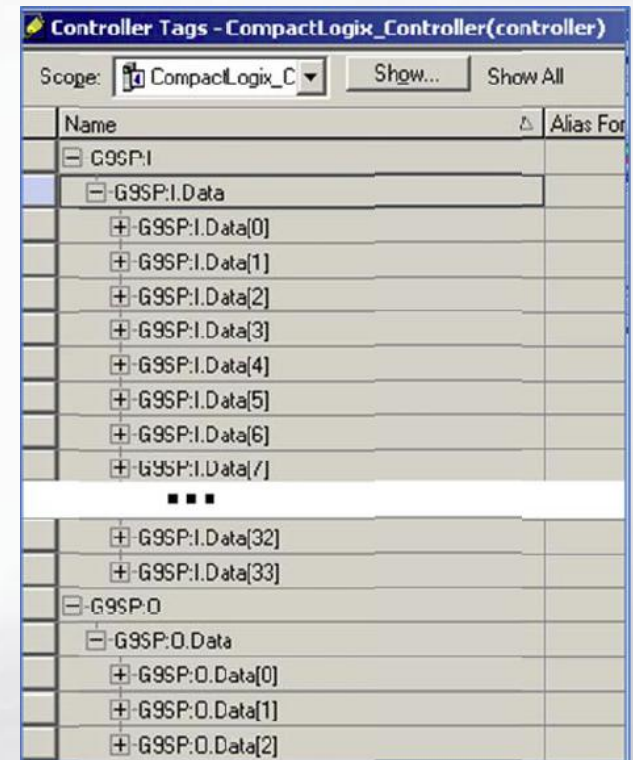 Controller Tags - CompactLogix_Controller(controller)
Scope: CompactLogix_C Show... Show All
Name Alias For
G9SP:I
G9SP:I.Data
G9SP:I.Data[0]
G9SP:I.Data[1]
G9SP:I.Data[2]
G9SP:I.Data[3]
G9SP:I.Data[4]
G9SP:I.Data[5]
G9SP:I.Data[6]
G9SP:I.Data[7]
...
G9SP:I.Data[32]
G9SP:I.Data[33]
G9SP:O
G9SP:O.Data
G9SP:O.Data[0]
G9SP:O.Data[1]
G9SP:O.Data[2]